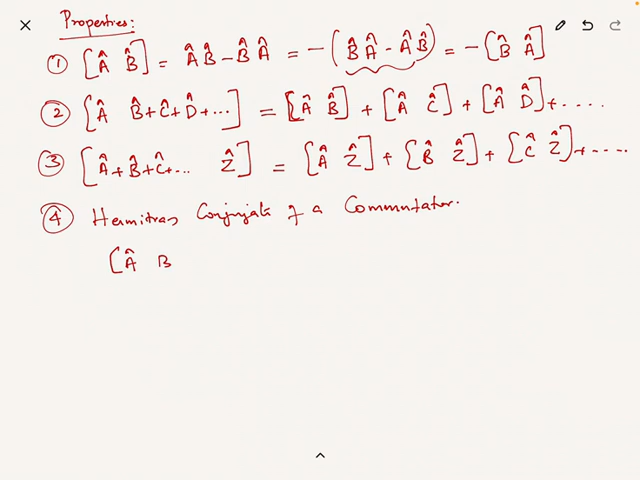 Properties:
① [Â B̂] = ÂB̂ - B̂Â = -(B̂Â - ÂB̂) = -[B̂ Â]
② [Â B̂+Ĉ+D̂+...] = [Â B̂] + [Â Ĉ] + [Â D̂] + ....
③ [Â+B̂+Ĉ+... Ẑ] = [Â Ẑ] + [B̂ Ẑ] + [Ĉ Ẑ] + ....
④ Hermitian Conjugate of a Commutator.
[Â B